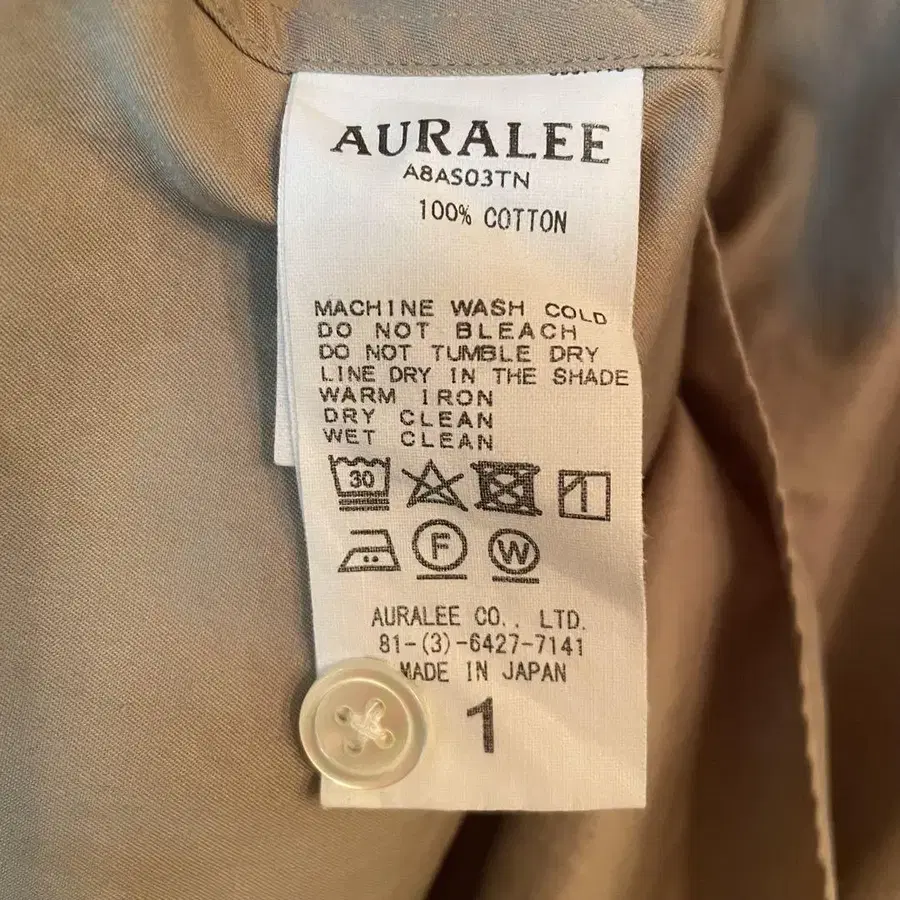 AURALEE
A8AS03TN
100% COTTON
MACHINE WASH COLD
DO NOT BLEACH
DO NOT TUMBLE DRY
LINE DRY IN THE SHADE
WARM IRON
DRY CLEAN
WET CLEAN
30
F W
AURALEE CO., LTD.
81-(3)-6427-7141
MADE IN JAPAN
1